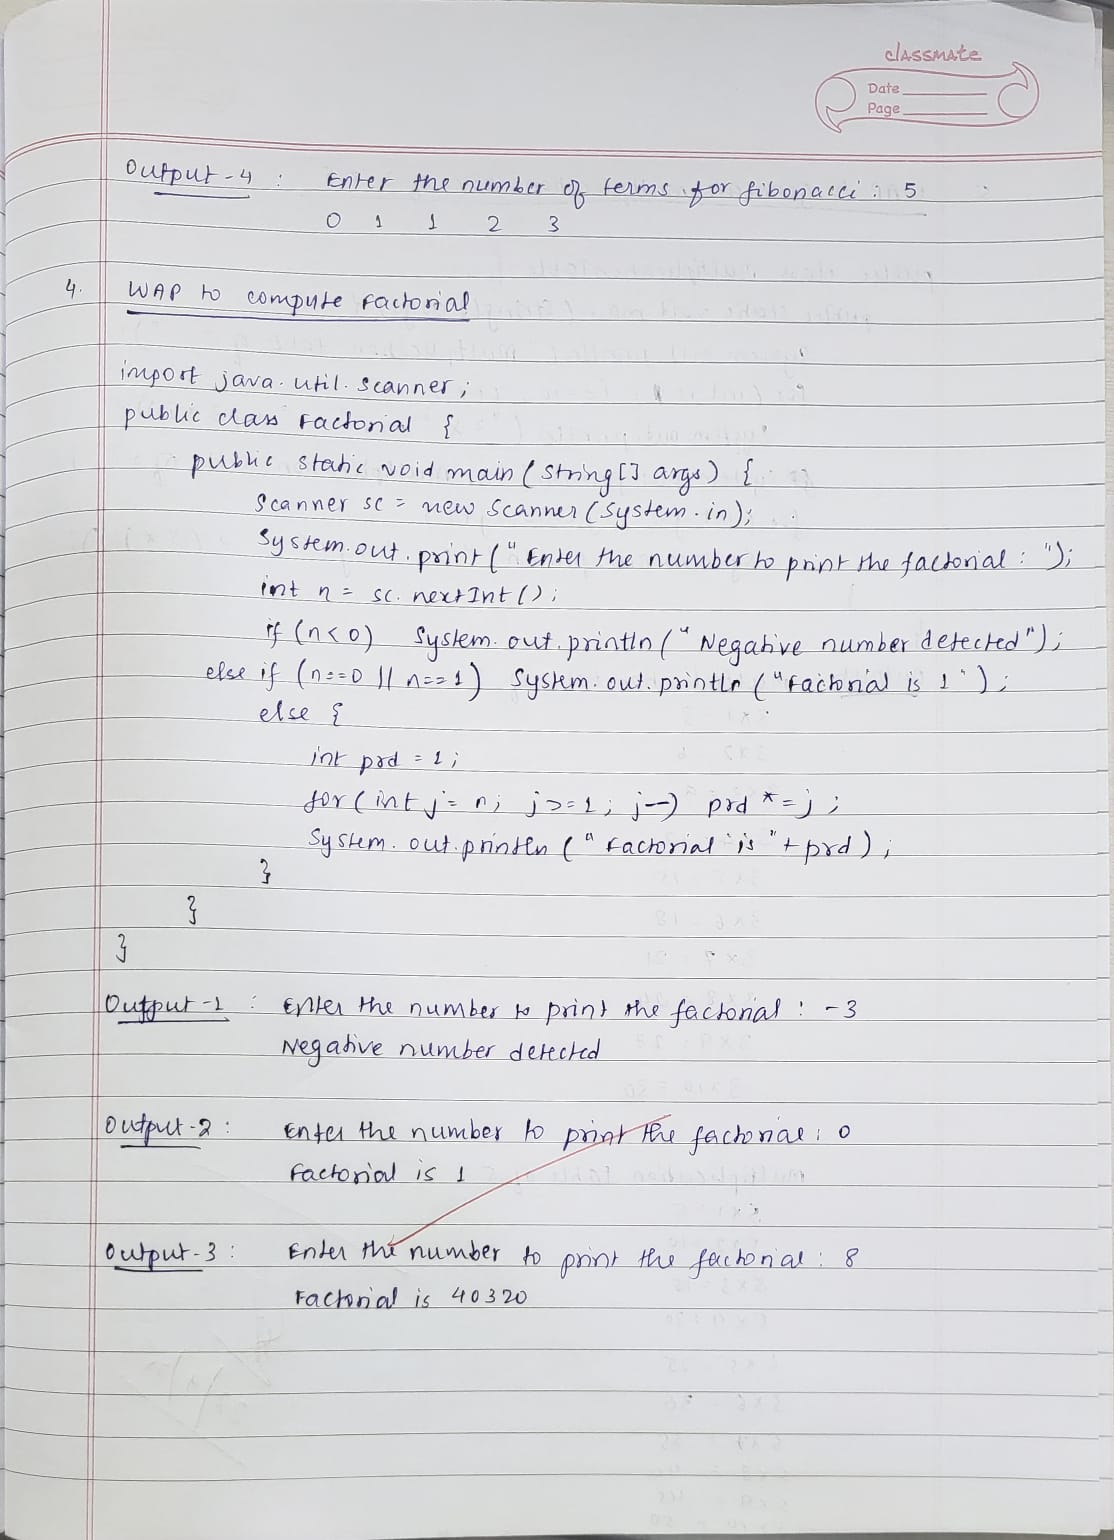 classmate
Date
Page
Output-4 : Enter the number of terms for fibonacci : 5
0 1 1 2 3
4. WAP to compute Factorial
import java.util.Scanner;
public class Factorial {
public static void main(String[] args) {
Scanner sc = new Scanner(System.in);
System.out.print("Enter the number to print the factorial : ");
int n = sc.nextInt();
if (n<0) System.out.println("Negative number detected");
else if (n==0 || n==1) System.out.println("Factorial is 1");
else {
int prd = 1;
for(int j = n; j>=1; j--) prd *= j;
System.out.println("Factorial is "+prd);
}
}
}
Output-1 : Enter the number to print the factorial : -3
Negative number detected
Output-2 : Enter the number to print the factorial : 0
Factorial is 1
Output-3 : Enter the number to print the factorial : 8
Factorial is 40320